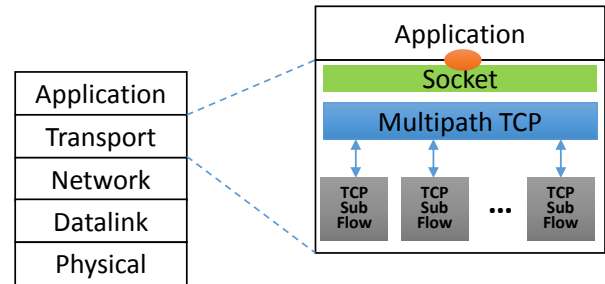 Application
Transport
Network
Datalink
Physical
Application
Socket
Multipath TCP
TCP
Sub
Flow
TCP
Sub
Flow
...
TCP
Sub
Flow